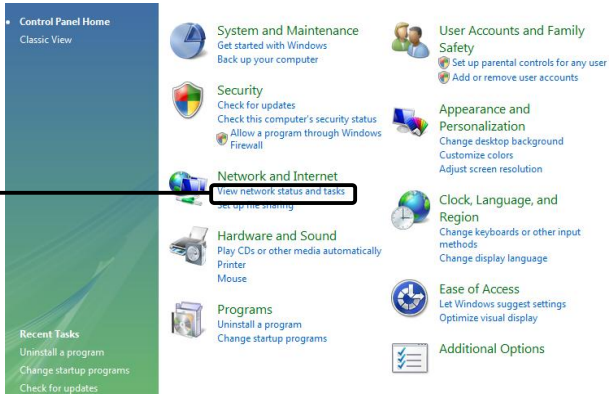 Control Panel Home
Classic View
Recent Tasks
Uninstall a program
Change startup programs
Check for updates
System and Maintenance
Get started with Windows
Back up your computer
Security
Check for updates
Check this computer's security status
Allow a program through Windows
Firewall
Network and Internet
View network status and tasks
Set up file sharing
Hardware and Sound
Play CDs or other media automatically
Printer
Mouse
Programs
Uninstall a program
Change startup programs
User Accounts and Family
Safety
Set up parental controls for any user
Add or remove user accounts
Appearance and
Personalization
Change desktop background
Customize colors
Adjust screen resolution
Clock, Language, and
Region
Change keyboards or other input
methods
Change display language
Ease of Access
Let Windows suggest settings
Optimize visual display
Additional Options